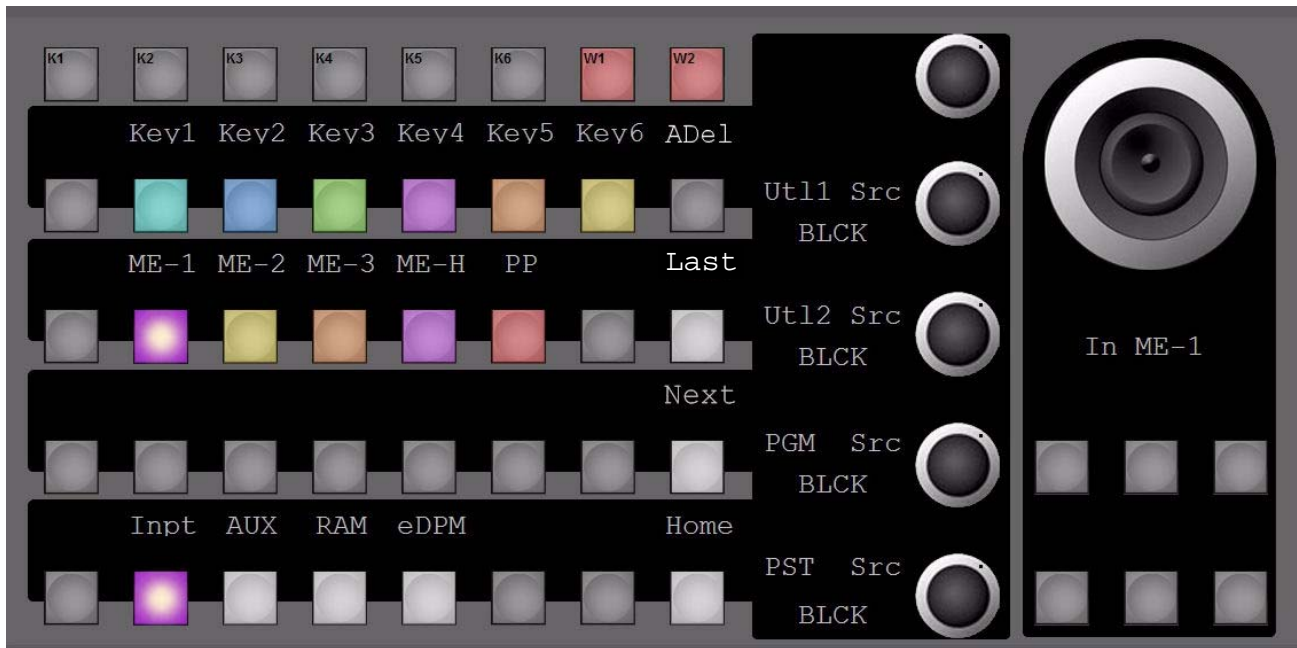 K1 K2 K3 K4 K5 K6 W1 W2
Key1 Key2 Key3 Key4 Key5 Key6 ADel
Utl1 Src
BLCK
ME-1 ME-2 ME-3 ME-H PP Last
Utl2 Src
BLCK
In ME-1
Next
PGM Src
BLCK
Inpt AUX RAM eDPM Home
PST Src
BLCK